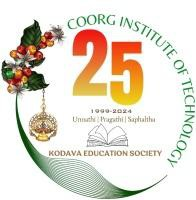 COORG INSTITUTE OF TECHNOLOGY
25
1999-2024
Unnathi | Pragathi | Saphaltha
KODAVA EDUCATION SOCIETY